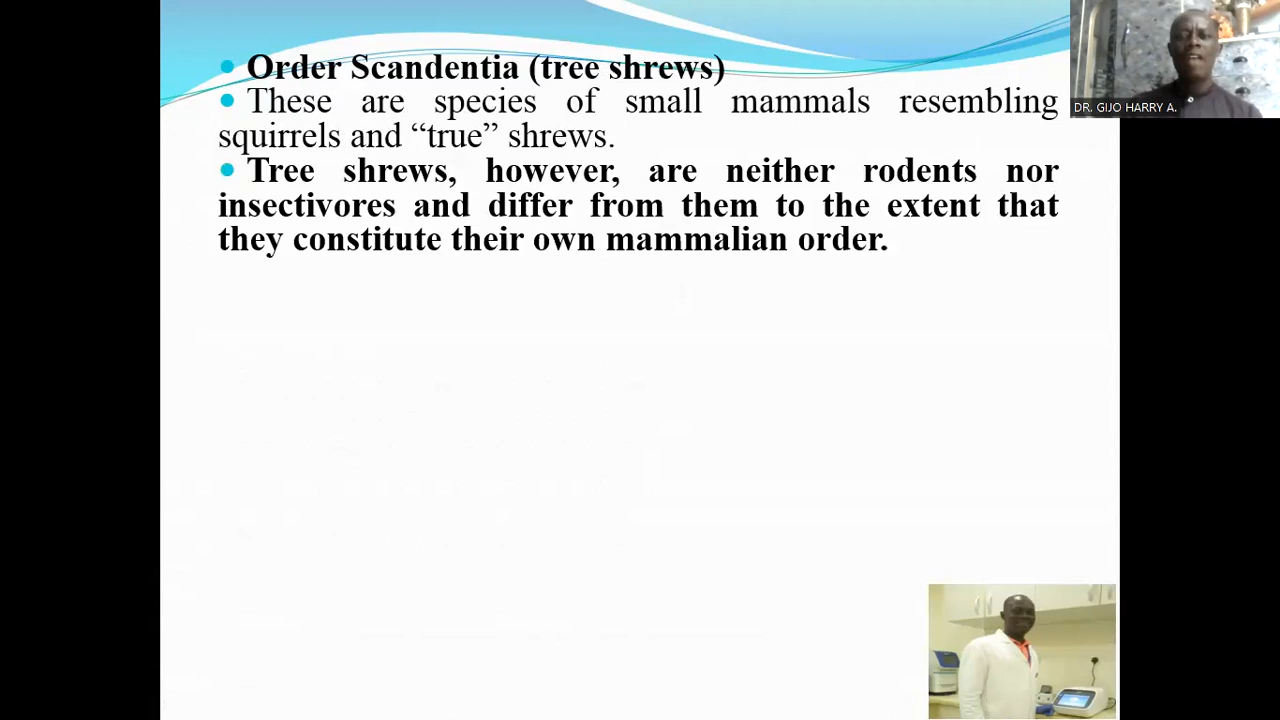 Order Scandentia (tree shrews)
These are species of small mammals resembling
squirrels and “true” shrews.
Tree shrews, however, are neither rodents nor
insectivores and differ from them to the extent that
they constitute their own mammalian order.
DR. GIJO HARRY A.